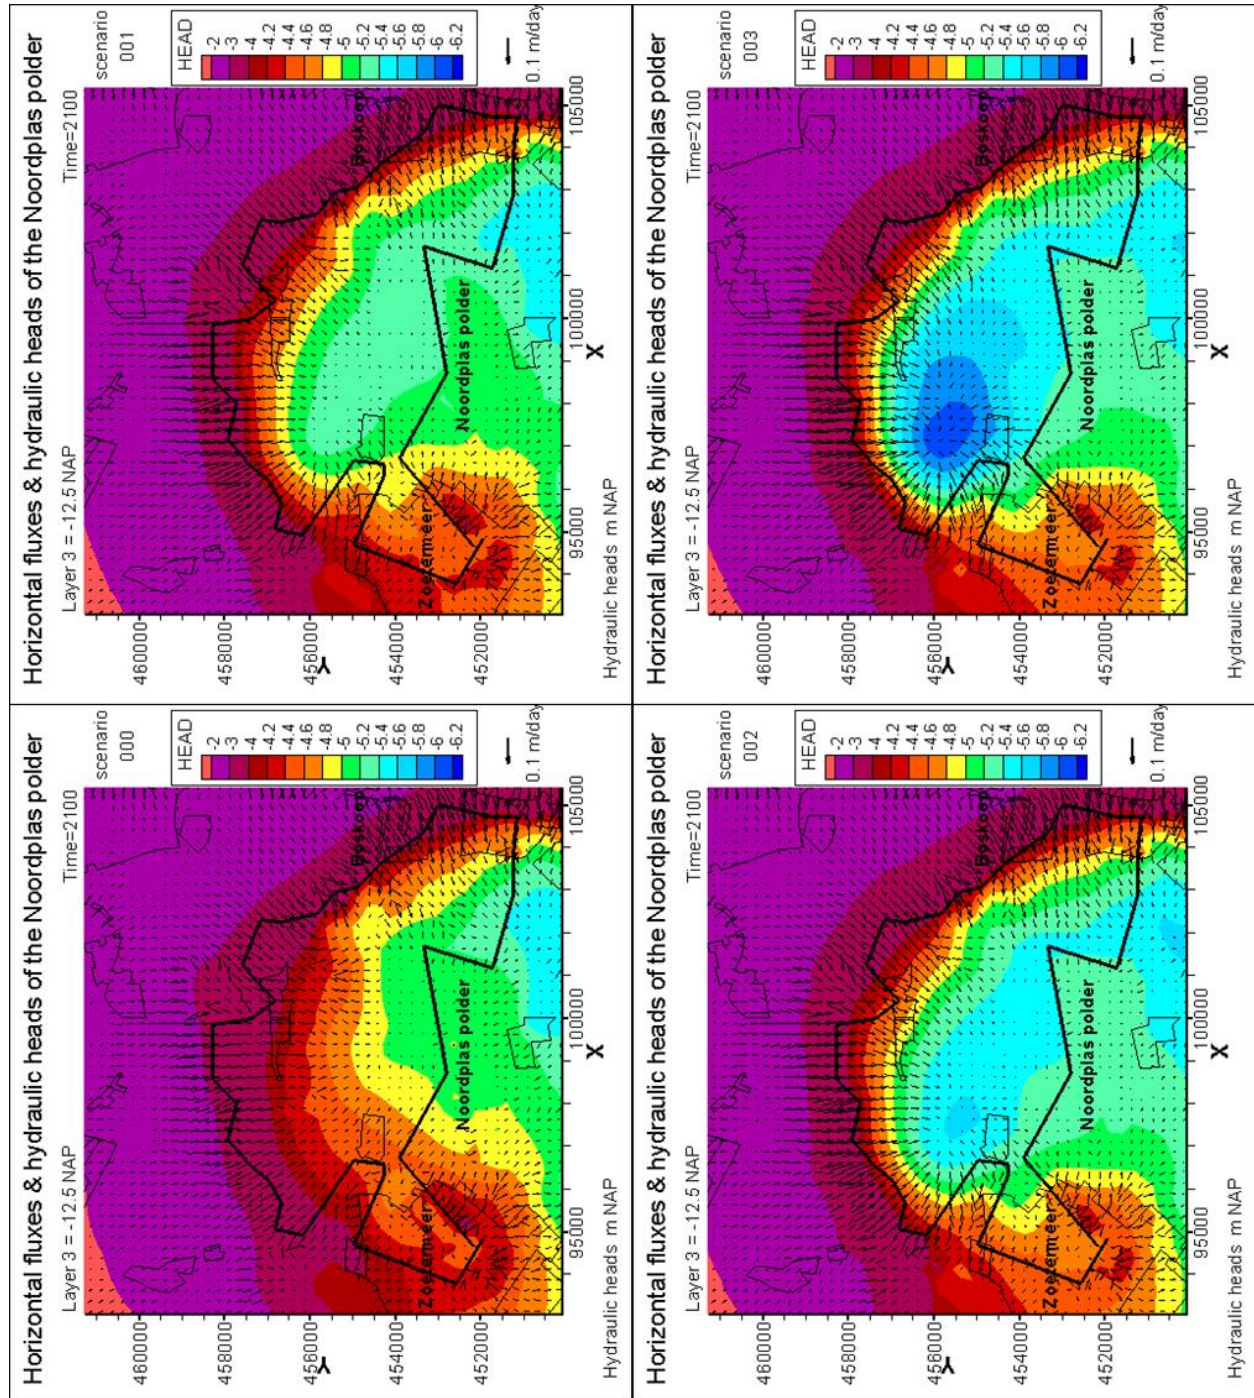 Horizontal fluxes & hydraulic heads of the Noordplas polder
Layer 3 = -12.5 NAP
Time=2100
scenario
000
HEAD
-2
-3
-4
-4.2
-4.4
-4.6
-4.8
-5
-5.2
-5.4
-5.6
-5.8
-6
-6.2
0.1 m/day
460000
458000
456000
454000
452000
Y
Boskoop
Zoetermeer
Noordplas polder
95000
100000
105000
X
Hydraulic heads m NAP
Horizontal fluxes & hydraulic heads of the Noordplas polder
Layer 3 = -12.5 NAP
Time=2100
scenario
001
HEAD
-2
-3
-4
-4.2
-4.4
-4.6
-4.8
-5
-5.2
-5.4
-5.6
-5.8
-6
-6.2
0.1 m/day
460000
458000
456000
454000
452000
Y
Boskoop
Zoetermeer
Noordplas polder
95000
100000
105000
X
Hydraulic heads m NAP
Horizontal fluxes & hydraulic heads of the Noordplas polder
Layer 3 = -12.5 NAP
Time=2100
scenario
002
HEAD
-2
-3
-4
-4.2
-4.4
-4.6
-4.8
-5
-5.2
-5.4
-5.6
-5.8
-6
-6.2
0.1 m/day
460000
458000
456000
454000
452000
Y
Boskoop
Zoetermeer
Noordplas polder
95000
100000
105000
X
Hydraulic heads m NAP
Horizontal fluxes & hydraulic heads of the Noordplas polder
Layer 3 = -12.5 NAP
Time=2100
scenario
003
HEAD
-2
-3
-4
-4.2
-4.4
-4.6
-4.8
-5
-5.2
-5.4
-5.6
-5.8
-6
-6.2
0.1 m/day
460000
458000
456000
454000
452000
Y
Boskoop
Zoetermeer
Noordplas polder
95000
100000
105000
X
Hydraulic heads m NAP